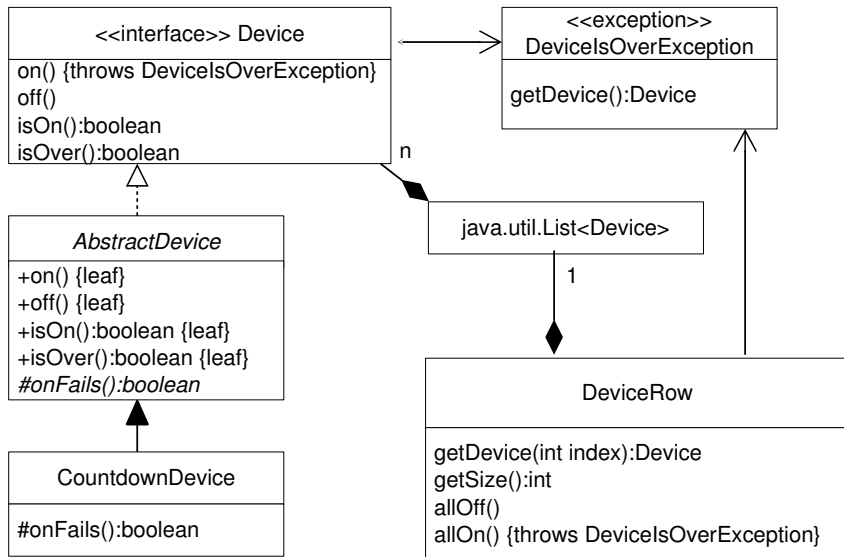 <<interface>> Device
on() {throws DeviceIsOverException}
off()
isOn():boolean
isOver():boolean
<<exception>>
DeviceIsOverException
getDevice():Device
n
java.util.List<Device>
1
AbstractDevice
+on() {leaf}
+off() {leaf}
+isOn():boolean {leaf}
+isOver():boolean {leaf}
#onFails():boolean
CountdownDevice
#onFails():boolean
DeviceRow
getDevice(int index):Device
getSize():int
allOff()
allOn() {throws DeviceIsOverException}